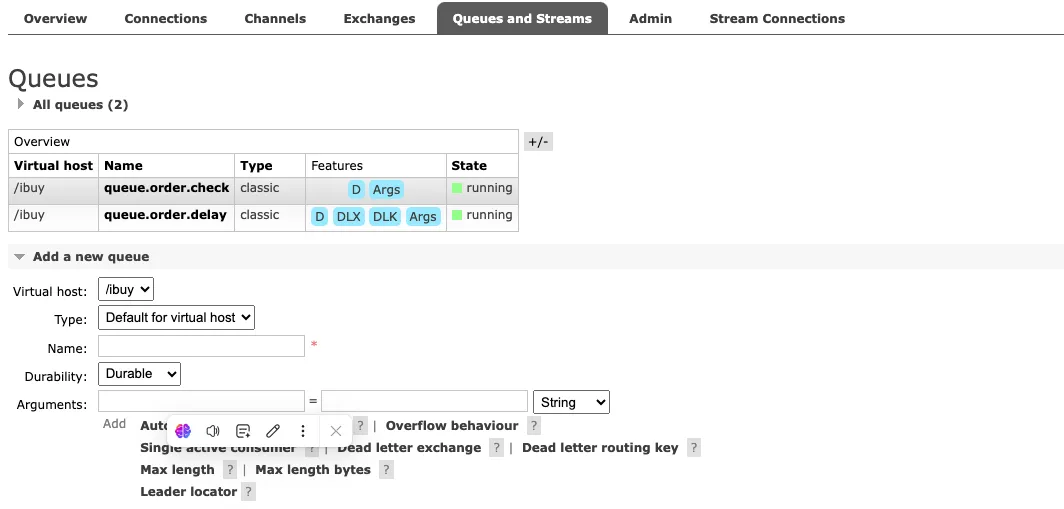 Overview Connections Channels Exchanges Queues and Streams Admin Stream Connections
Queues
All queues (2)
Overview +/-
Virtual host Name Type Features State
/ibuy queue.order.check classic D Args running
/ibuy queue.order.delay classic D DLX DLK Args running
Add a new queue
Virtual host: /ibuy
Type: Default for virtual host
Name: *
Durability: Durable
Arguments: = String
Add ? | Overflow behaviour ?
Single active consumer ? | Dead letter exchange ? | Dead letter routing key ?
Max length ? | Max length bytes ?
Leader locator ?